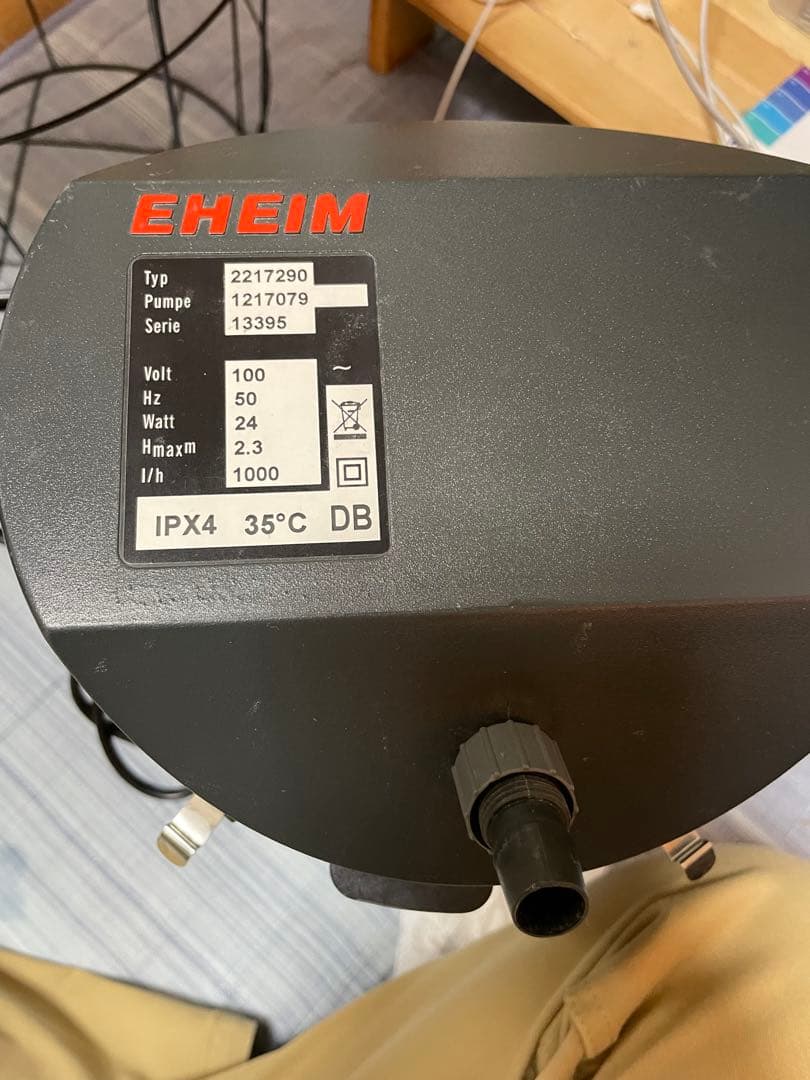 EHEIM
Typ 2217290
Pumpe 1217079
Serie 13395
Volt 100 ~
Hz 50
Watt 24
Hmaxm 2.3
l/h 1000
IPX4 35°C DB